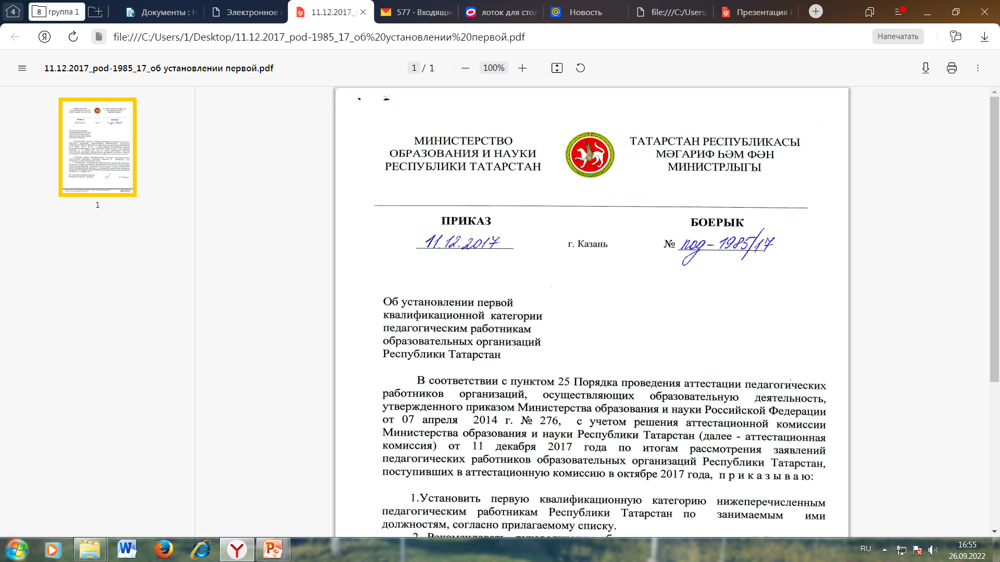 4
8 группа 1
Документы : Н
Электронное с
11.12.2017_р
577 · Входящие
лоток для стол
Новость
file:///C:/Users/
Презентация P
file:///C:/Users/1/Desktop/11.12.2017_pod-1985_17_об%20установлении%20первой.pdf
Напечатать
11.12.2017_pod-1985_17_об установлении первой.pdf
1 / 1
100%
1
МИНИСТЕРСТВО
ОБРАЗОВАНИЯ И НАУКИ
РЕСПУБЛИКИ ТАТАРСТАН
ТАТАРСТАН
ТАТАРСТАН РЕСПУБЛИКАСЫ
МӘГАРИФ ҺӘМ ФӘН
МИНИСТРЛЫГЫ
ПРИКАЗ
БОЕРЫК
11.12.2017
г. Казань
№ под-1985/17
Об установлении первой
квалификационной категории
педагогическим работникам
образовательных организаций
Республики Татарстан
В соответствии с пунктом 25 Порядка проведения аттестации педагогических
работников организаций, осуществляющих образовательную деятельность,
утвержденного приказом Министерства образования и науки Российской Федерации
от 07 апреля 2014 г. № 276, с учетом решения аттестационной комиссии
Министерства образования и науки Республики Татарстан (далее - аттестационная
комиссия) от 11 декабря 2017 года по итогам рассмотрения заявлений
педагогических работников образовательных организаций Республики Татарстан,
поступивших в аттестационную комиссию в октябре 2017 года, п р и к а з ы в а ю:
1.Установить первую квалификационную категорию нижеперечисленным
педагогическим работникам Республики Татарстан по занимаемым ими
должностям, согласно прилагаемому списку.
RU
16:55
26.09.2022